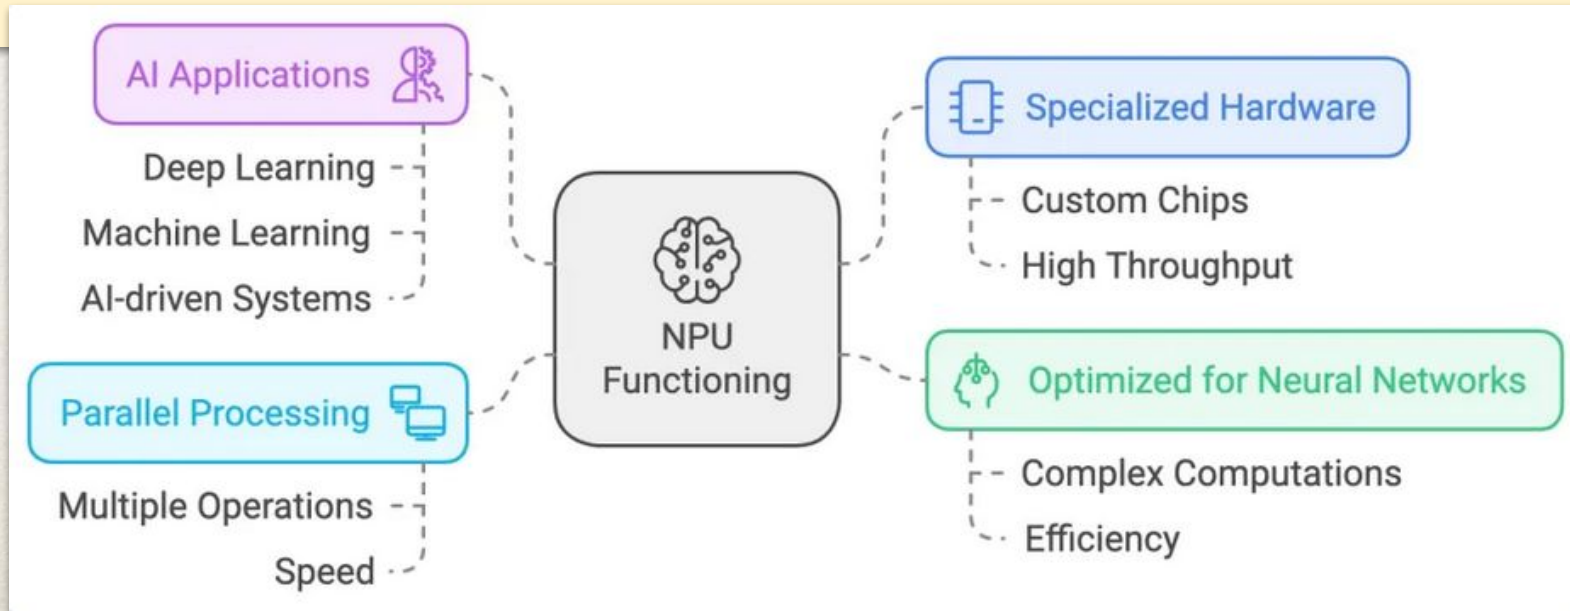 AI Applications
Deep Learning
Machine Learning
AI-driven Systems
Parallel Processing
Multiple Operations
Speed
NPU
Functioning
Specialized Hardware
Custom Chips
High Throughput
Optimized for Neural Networks
Complex Computations
Efficiency